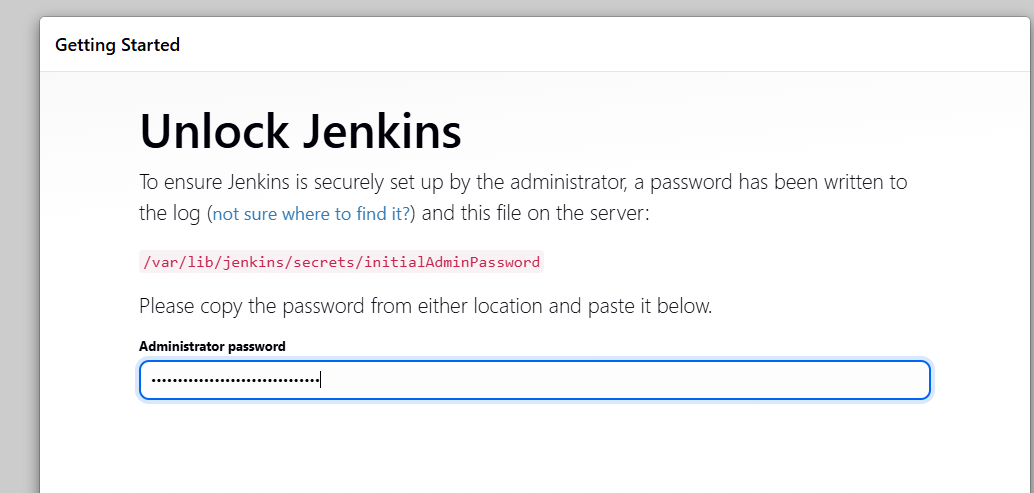 Getting Started
Unlock Jenkins
To ensure Jenkins is securely set up by the administrator, a password has been written to
the log (not sure where to find it?) and this file on the server:
/var/lib/jenkins/secrets/initialAdminPassword
Please copy the password from either location and paste it below.
Administrator password
••••••••••••••••••••••••••••••••